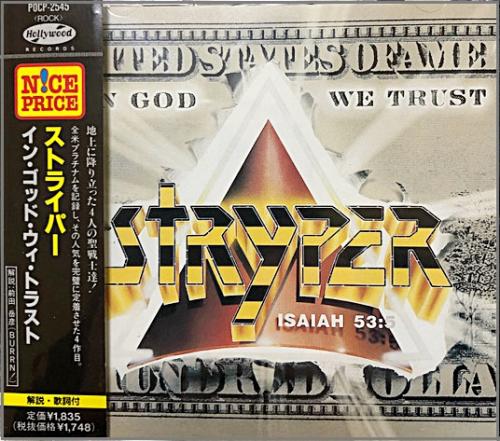 POCP-2545
(ROCK)
Hollywood
RECORDS
N!CE
PRICE
ストライパー
イン・ゴッド・ウィ・トラスト
地上に降り立った4人の聖戦士達!
全米プラチナムを記録し、その人気を完璧に定着させた4作目。
解説:前田 岳彦(BURRN!)
解説・歌詞付
定価¥1,835
(税抜価格¥1,748)
ITED STATES OF AME
N GOD WE TRUST
STRYPER
ISAIAH 53:5
HUNDRED DOLLA